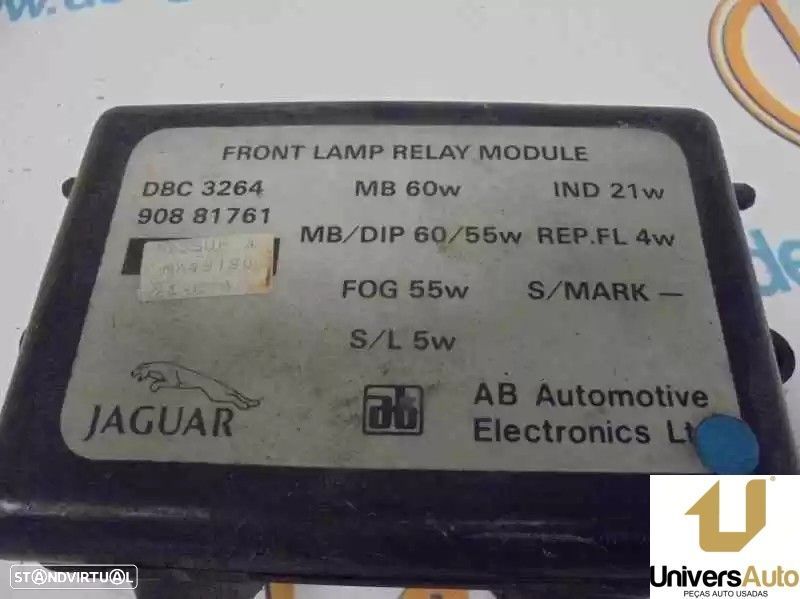 FRONT LAMP RELAY MODULE
DBC 3264 MB 60w IND 21w
908 81761
MB/DIP 60/55w REP.FL 4w
FOG 55w S/MARK —
S/L 5w
JAGUAR
ab
AB Automotive
Electronics
STANDVIRTUAL
UniversAuto
PEÇAS AUTO USADAS